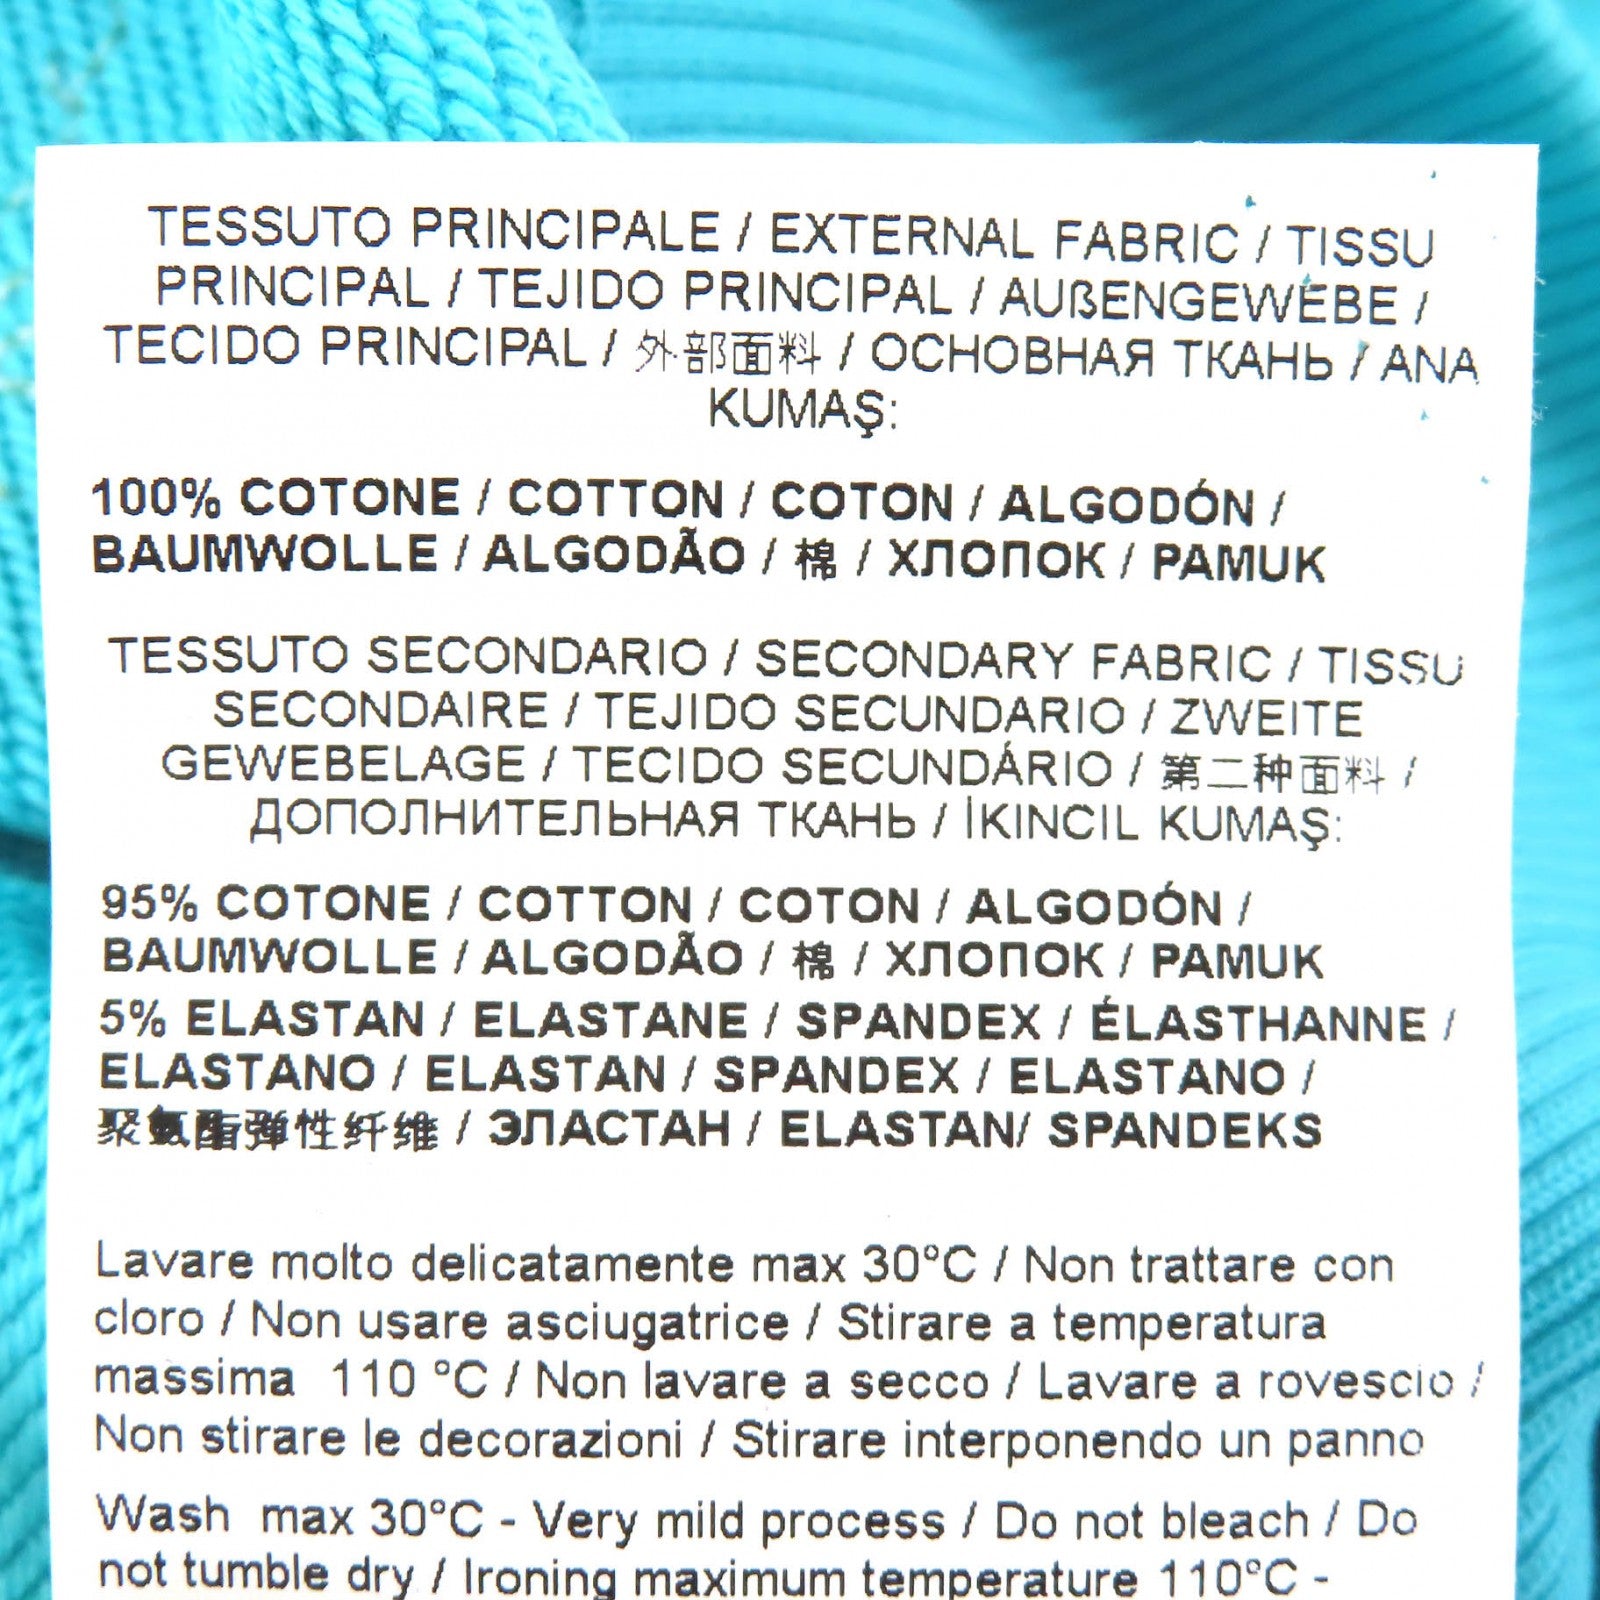 TESSUTO PRINCIPALE / EXTERNAL FABRIC / TISSU
PRINCIPAL / TEJIDO PRINCIPAL / AUßENGEWEBE /
TECIDO PRINCIPAL / 外部面料 / ОСНОВНАЯ ТКАНЬ / ANA
KUMAŞ:
100% COTONE / COTTON / COTON / ALGODÓN /
BAUMWOLLE / ALGODÃO / 棉 / ХЛОПОК / PAMUK
TESSUTO SECONDARIO / SECONDARY FABRIC / TISSU
SECONDAIRE / TEJIDO SECUNDARIO / ZWEITE
GEWEBELAGE / TECIDO SECUNDÁRIO / 第二种面料 /
ДОПОЛНИТЕЛЬНАЯ ТКАНЬ / İKINCIL KUMAŞ:
95% COTONE / COTTON / COTON / ALGODÓN /
BAUMWOLLE / ALGODÃO / 棉 / ХЛОПОК / PAMUK
5% ELASTAN / ELASTANE / SPANDEX / ÉLASTHANNE /
ELASTANO / ELASTAN / SPANDEX / ELASTANO /
聚氨酯弹性纤维 / ЭЛАСТАН / ELASTAN/ SPANDEKS
Lavare molto delicatamente max 30°C / Non trattare con
cloro / Non usare asciugatrice / Stirare a temperatura
massima 110 °C / Non lavare a secco / Lavare a rovescio /
Non stirare le decorazioni / Stirare interponendo un panno
Wash max 30°C - Very mild process / Do not bleach / Do
not tumble dry / Ironing maximum temperature 110°C -